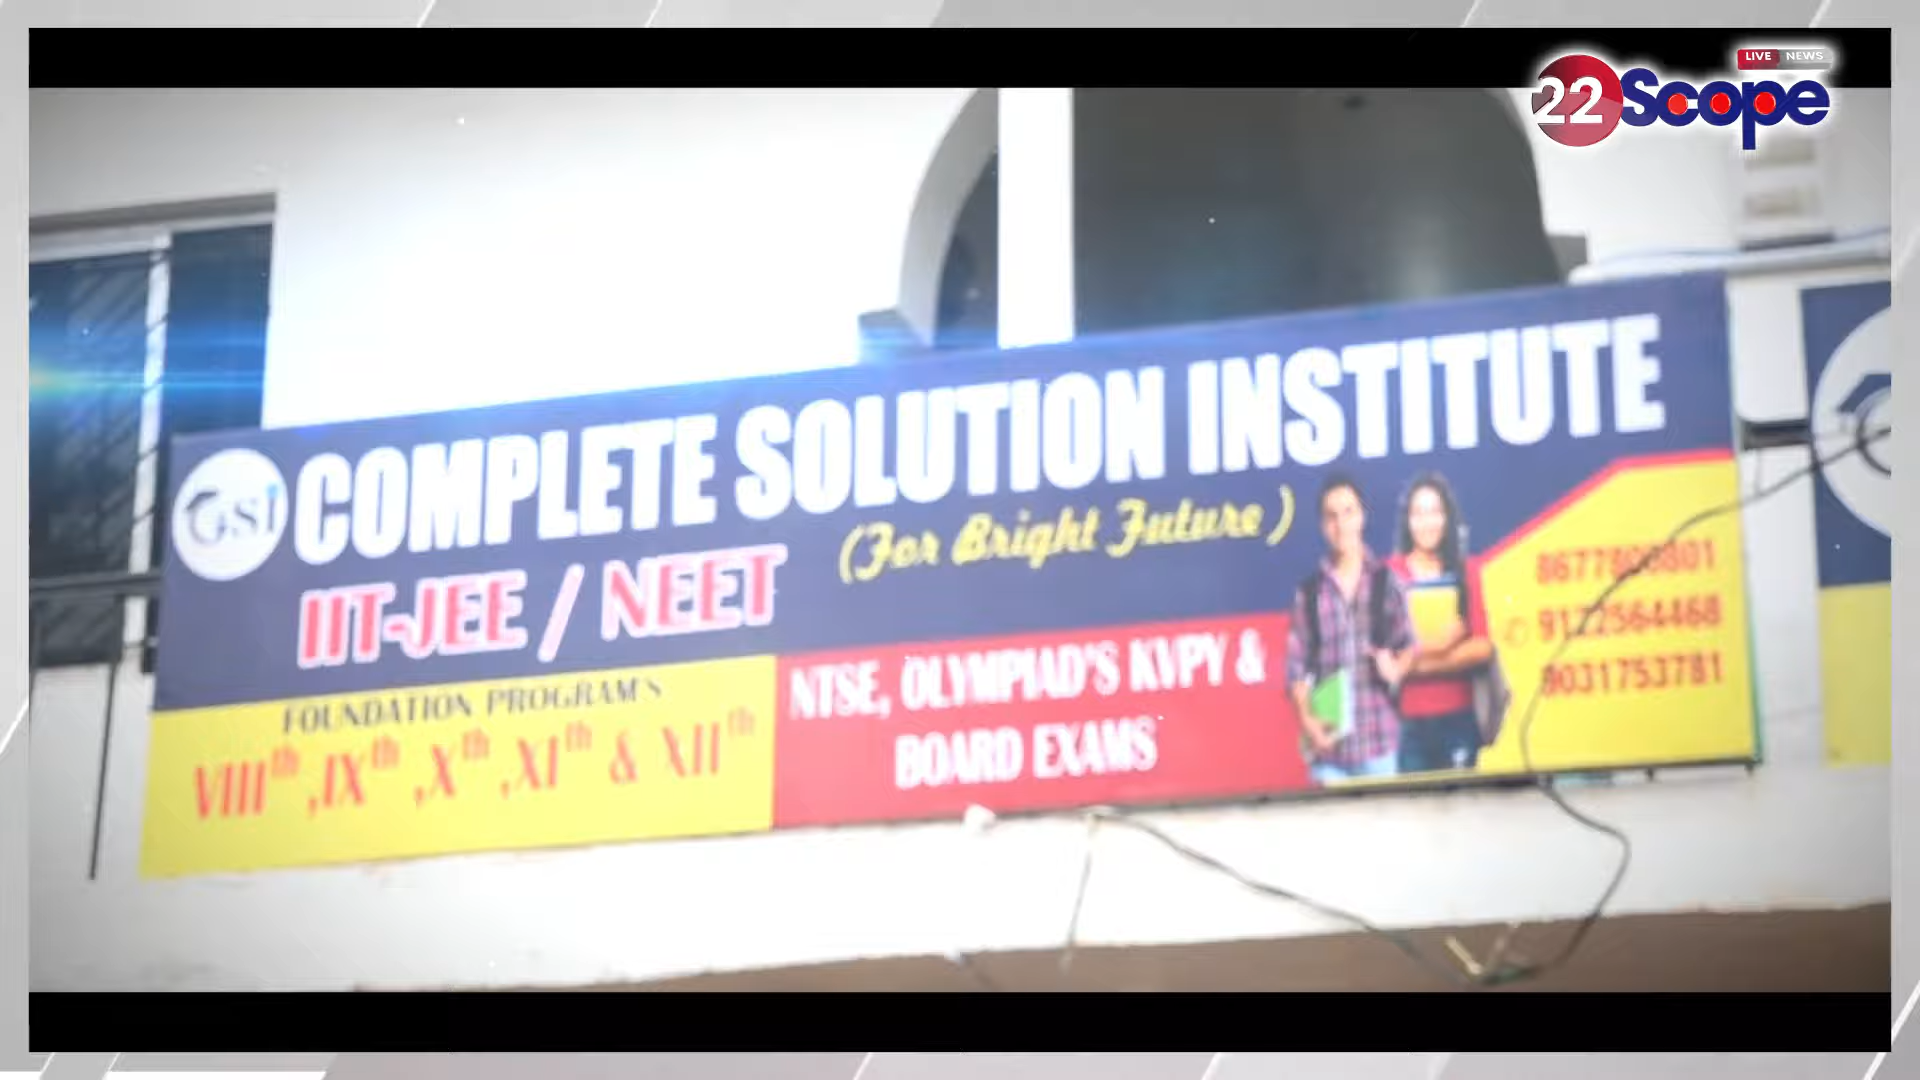 LIVE NEWS
22Scope
CSI COMPLETE SOLUTION INSTITUTE
(For Bright Future)
IIT-JEE / NEET
FOUNDATION PROGRAM'S
VIIIth ,IXth ,Xth ,XIth & XIIth
NTSE, OLYMPIAD'S KVPY &
BOARD EXAMS
9122564468
9031753781